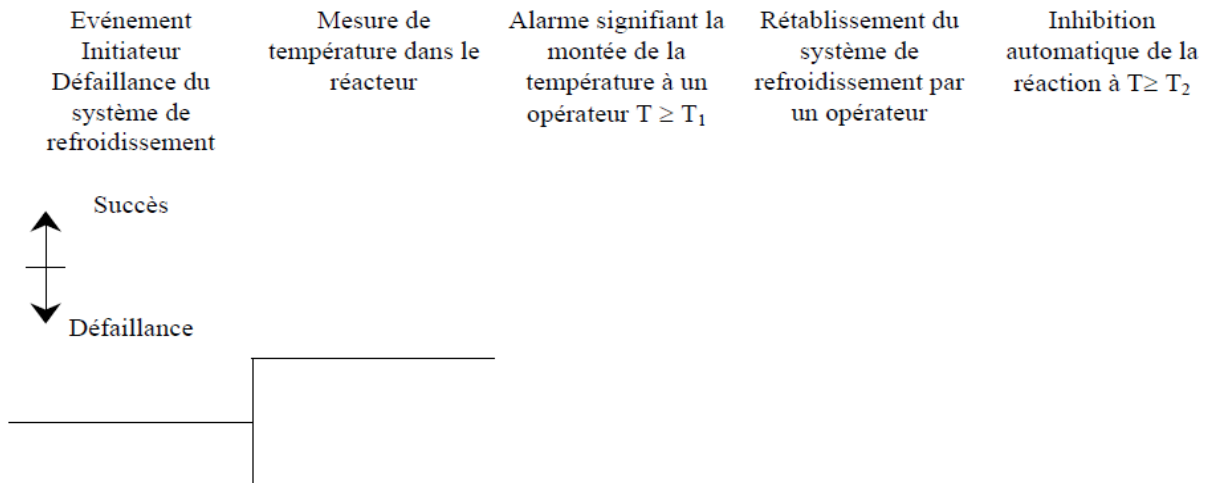 Evénement
Initiateur
Défaillance du
système de
refroidissement
Mesure de
température dans le
réacteur
Alarme signifiant la
montée de la
température à un
opérateur T ≥ T₁
Rétablissement du
système de
refroidissement par
un opérateur
Inhibition
automatique de la
réaction à T≥ T₂
Succès
Défaillance